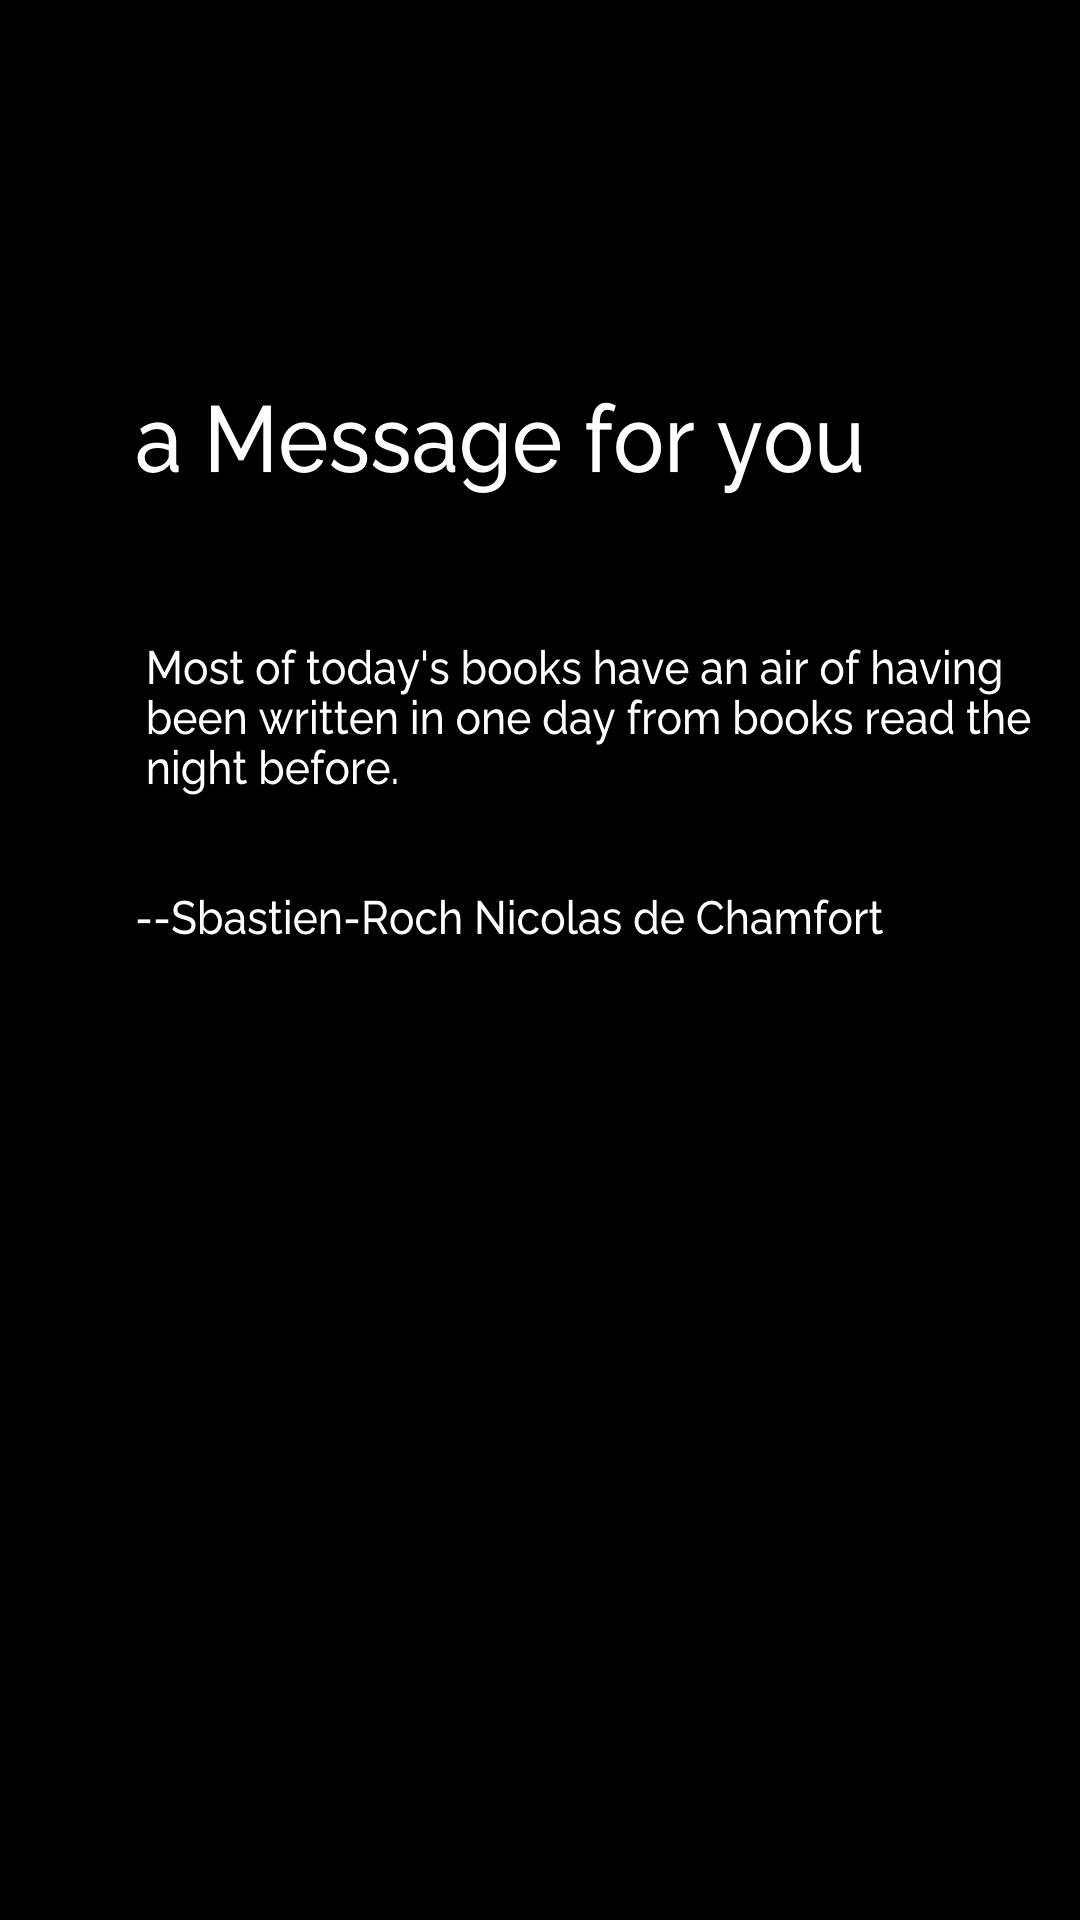 a Message for you
Most of today's books have an air of having
been written in one day from books read the
night before.
--Sbastien-Roch Nicolas de Chamfort